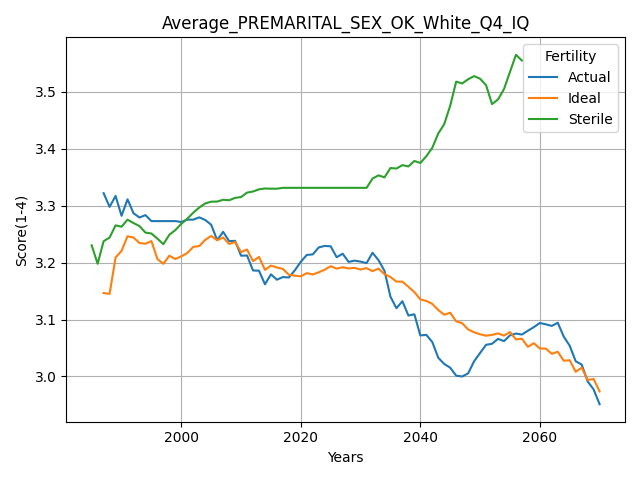 Average_PREMARITAL_SEX_OK_White_Q4_IQ
Fertility
Actual
Ideal
Sterile
Score(1-4)
3.5
3.4
3.3
3.2
3.1
3.0
2000
2020
2040
2060
Years